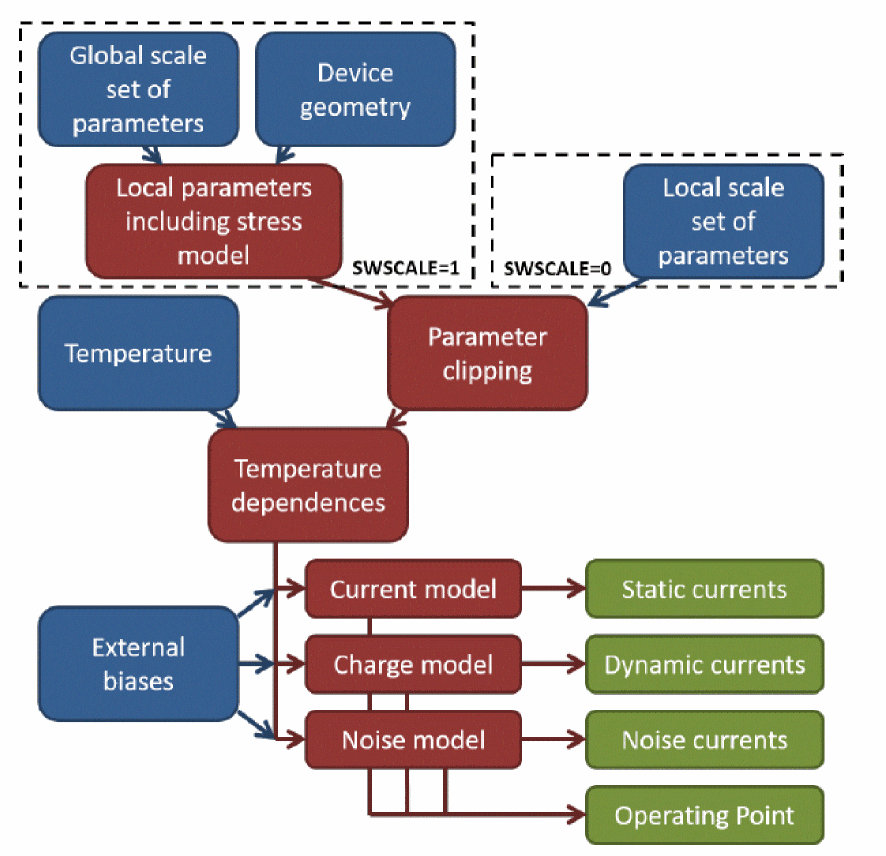 Global scale
set of
parameters
Device
geometry
Local parameters
including stress
model
Local scale
set of
parameters
SWSCALE=1
SWSCALE=0
Temperature
Parameter
clipping
Temperature
dependences
External
biases
Current model
Static currents
Charge model
Dynamic currents
Noise model
Noise currents
Operating Point